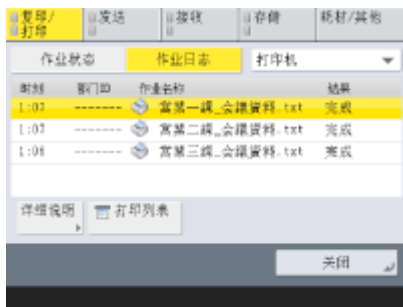 复印/打印 发送 接收 存储 耗材/其他
作业状态 作业日志 打印机
时刻 部门ID 作业名称 结果
1:03 ------- 営業一課_会議資料.txt 完成
1:03 ------- 営業二課_会議資料.txt 完成
------- 営業三課_会議資料.txt 完成
详细说明 打印列表
关闭